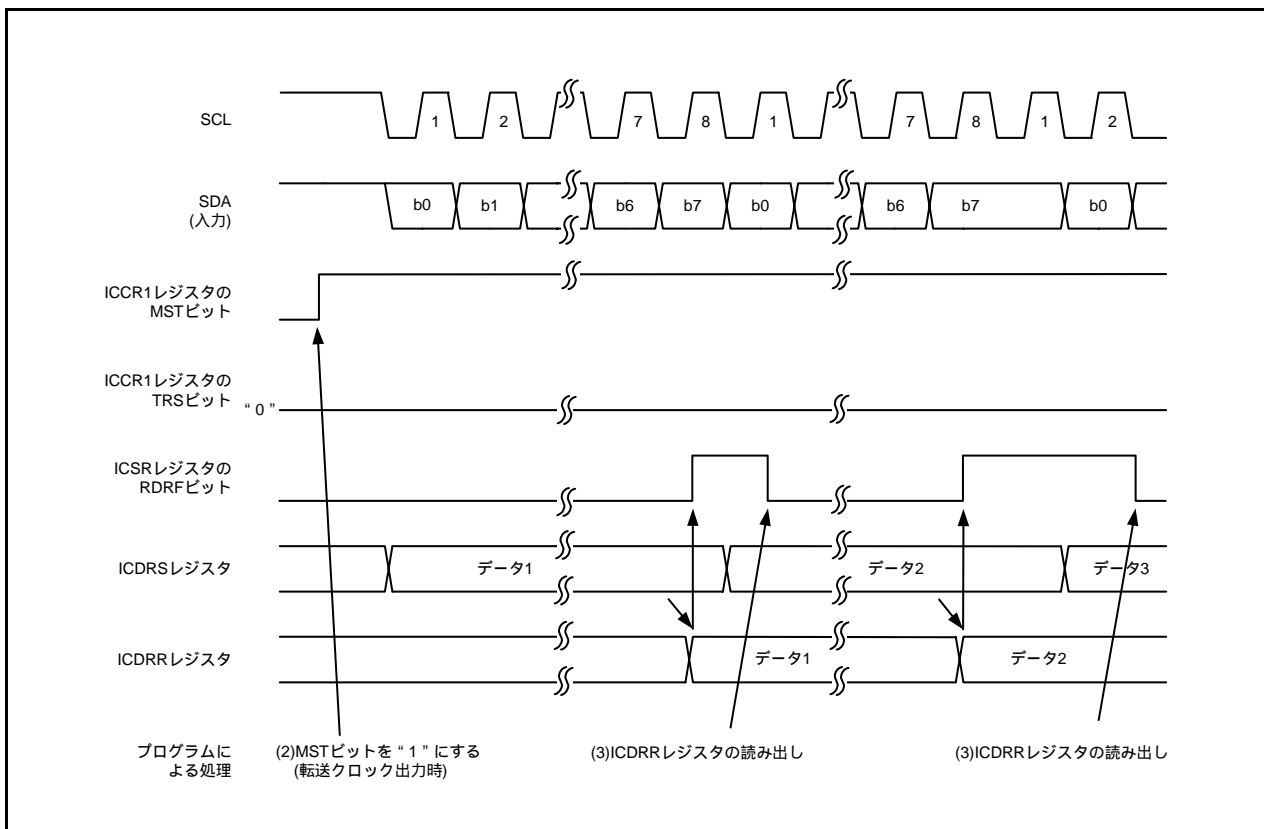 SCL
1 2 7 8 1 7 8 1 2
SDA
(入力)
b0 b1 b6 b7 b0 b6 b7 b0
ICCR1レジスタの
MSTビット
ICCR1レジスタの
TRSビット
“ 0 ”
ICSRレジスタの
RDRFビット
ICDRSレジスタ
データ1 データ2 データ3
ICDRRレジスタ
データ1 データ2
プログラムに
よる処理
(2)MSTビットを “ 1 ” にする
(転送クロック出力時)
(3)ICDRRレジスタの読み出し
(3)ICDRRレジスタの読み出し